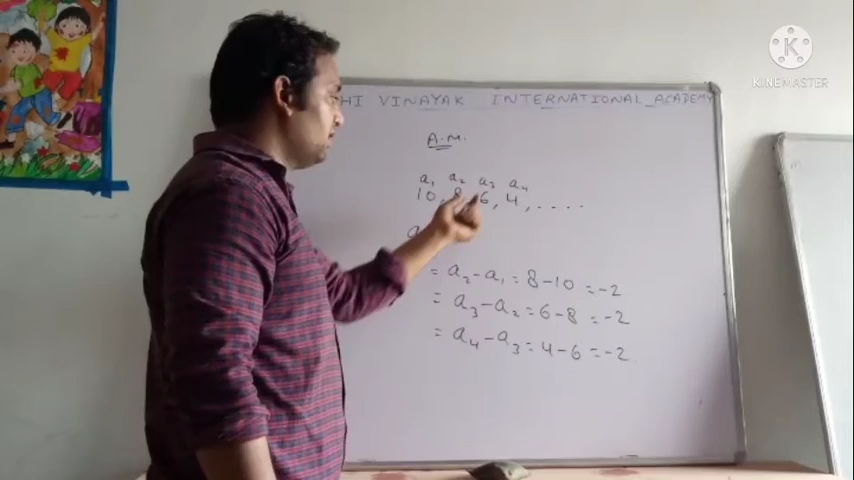 HI VINAYAK INTERNATIONAL ACADEMY
A.M.
a₁ a₂ a₃ a₄
10, 8, 6, 4, . . . .
a
= a₂ - a₁ = 8 - 10 = -2
= a₃ - a₂ = 6 - 8 = -2
= a₄ - a₃ = 4 - 6 = -2
KINEMASTER